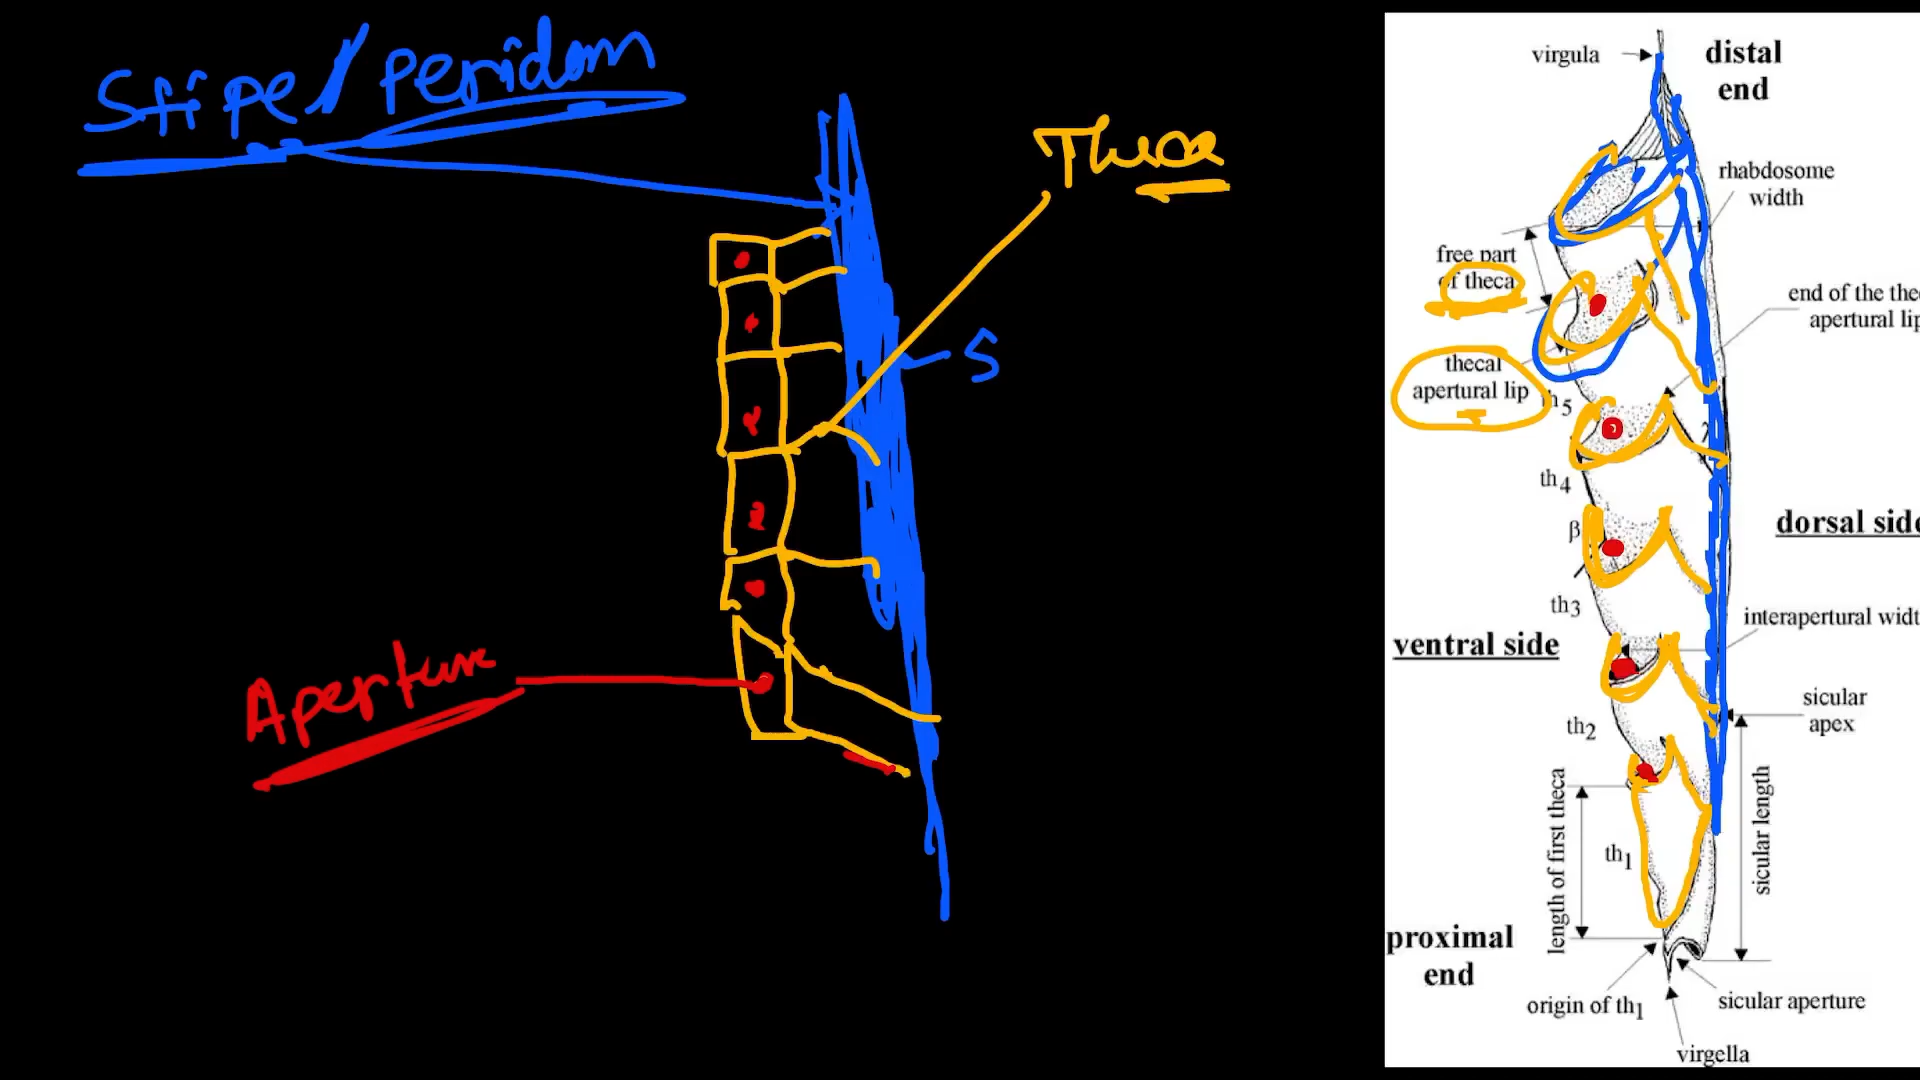 Stipe/Peridom
Theca
S
Aperture
virgula
distal
end
rhabdosome
width
free part
of theca
end of the the
apertural lip
thecal
apertural lip
th5
th4
β
dorsal side
th3
interapertural widt
ventral side
sicular
apex
th2
length of first theca
th1
sicular length
proximal
end
origin of th1
sicular aperture
virgella